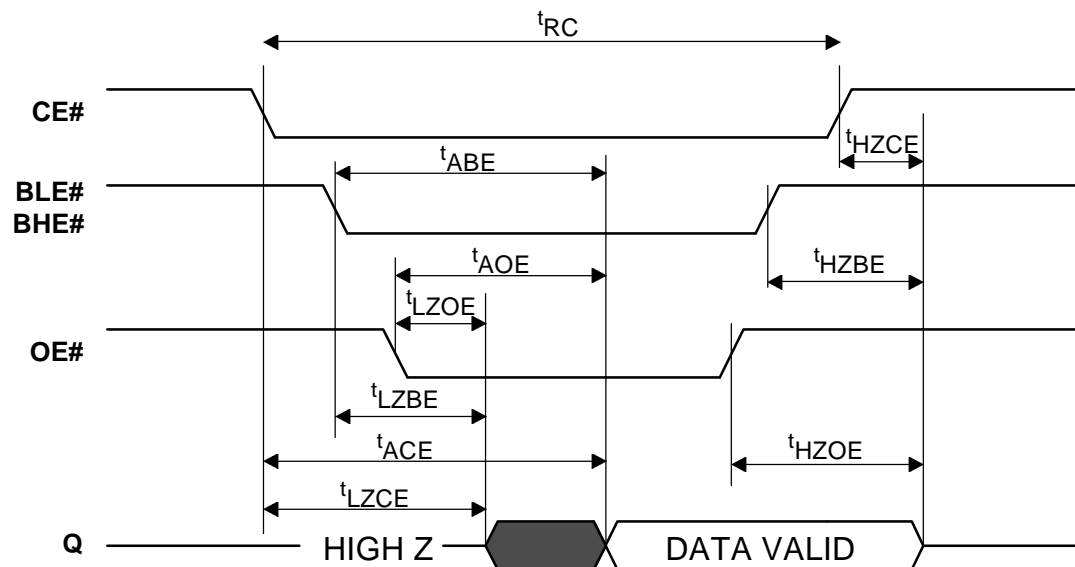 tRC
CE#
tHZCE
tABE
BLE#
BHE#
tAOE
tHZBE
tLZOE
OE#
tLZBE
tACE
tHZOE
tLZCE
Q
HIGH Z
DATA VALID